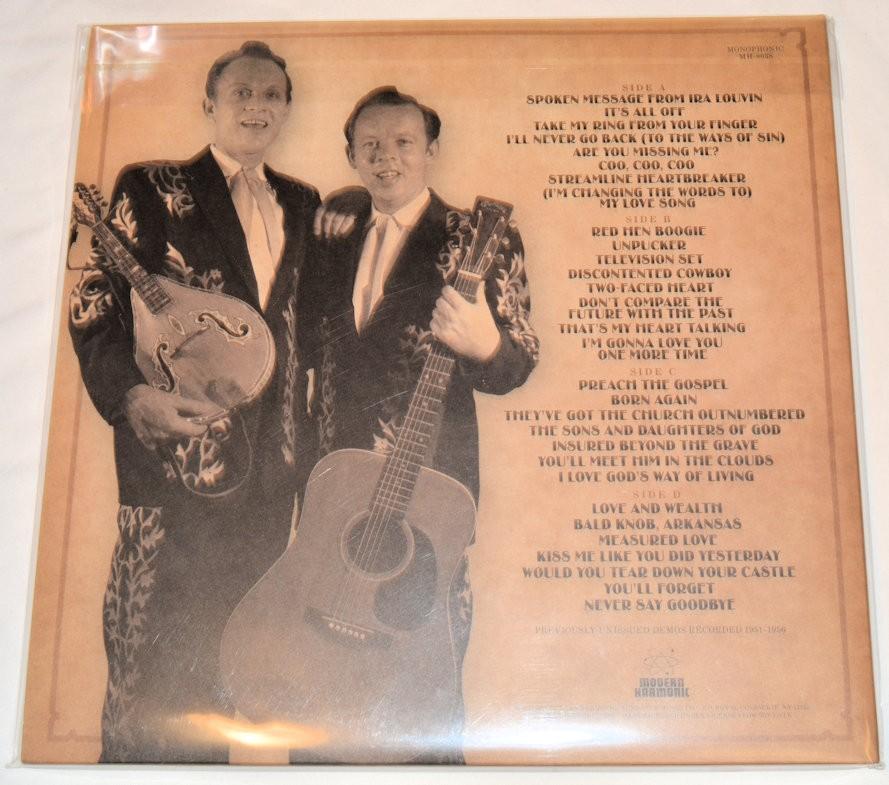 MONOPHONIC
MH-8038
SIDE A
SPOKEN MESSAGE FROM IRA LOUVIN
IT'S ALL OFF
TAKE MY RING FROM YOUR FINGER
I'LL NEVER GO BACK (TO THE WAYS OF SIN)
ARE YOU MISSING ME?
COO, COO, COO
STREAMLINE HEARTBREAKER
(I'M CHANGING THE WORDS TO)
MY LOVE SONG
SIDE B
RED HEN BOOGIE
UNPUCKER
TELEVISION SET
DISCONTENTED COWBOY
TWO-FACED HEART
DON'T COMPARE THE
FUTURE WITH THE PAST
THAT'S MY HEART TALKING
I'M GONNA LOVE YOU
ONE MORE TIME
SIDE C
PREACH THE GOSPEL
BORN AGAIN
THEY'VE GOT THE CHURCH OUTNUMBERED
THE SONS AND DAUGHTERS OF GOD
INSURED BEYOND THE GRAVE
YOU'LL MEET HIM IN THE CLOUDS
I LOVE GOD'S WAY OF LIVING
SIDE D
LOVE AND WEALTH
BALD KNOB, ARKANSAS
MEASURED LOVE
KISS ME LIKE YOU DID YESTERDAY
WOULD YOU TEAR DOWN YOUR CASTLE
YOU'LL FORGET
NEVER SAY GOODBYE
PREVIOUSLY UNISSUED DEMOS RECORDED 1951-1956
MODERN
HARMONIC